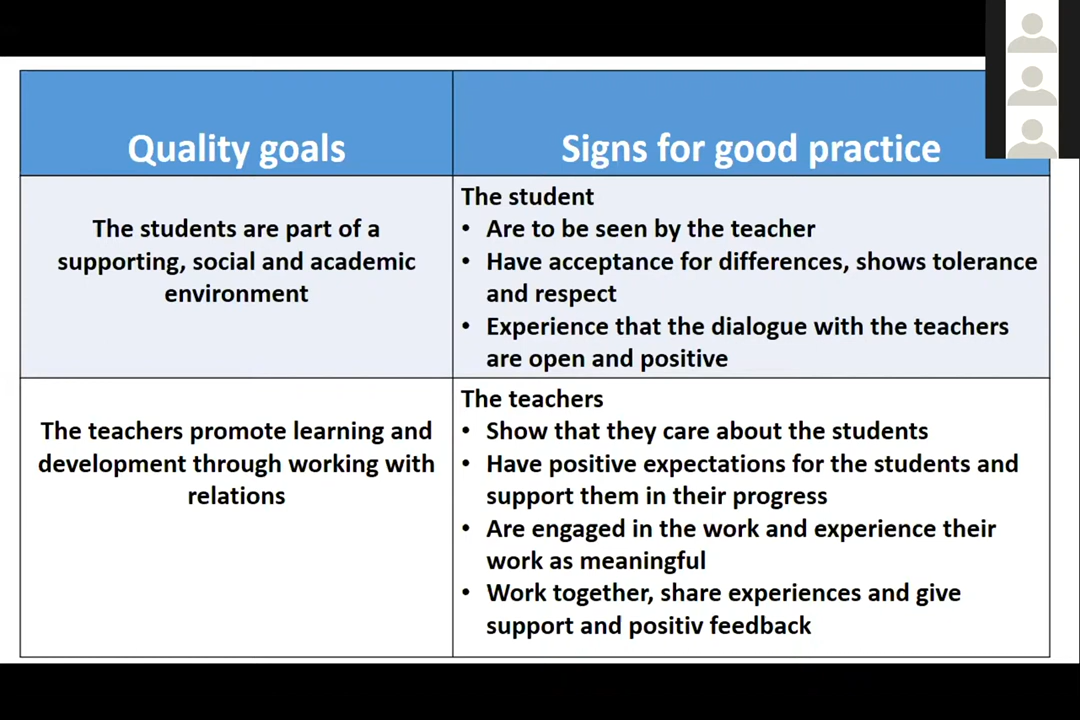 Quality goals
Signs for good practice
The students are part of a
supporting, social and academic
environment
The student
• Are to be seen by the teacher
• Have acceptance for differences, shows tolerance
and respect
• Experience that the dialogue with the teachers
are open and positive
The teachers promote learning and
development through working with
relations
The teachers
• Show that they care about the students
• Have positive expectations for the students and
support them in their progress
• Are engaged in the work and experience their
work as meaningful
• Work together, share experiences and give
support and positiv feedback